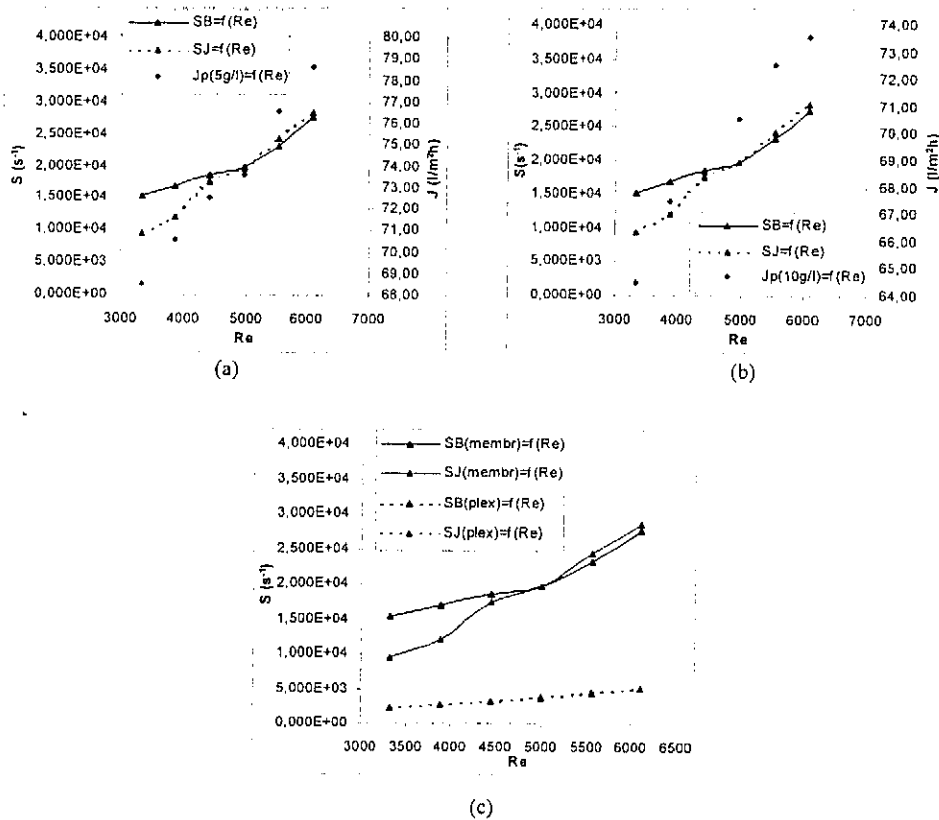 SB=f(Re)
SJ=f(Re)
Jp(5g/l)=f(Re)
4,000E+04
3,500E+04
3,000E+04
2,500E+04
2,000E+04
1,500E+04
1,000E+04
5,000E+03
0,000E+00
S (s⁻¹)
80,00
79,00
78,00
77,00
76,00
75,00
74,00
73,00
72,00
71,00
70,00
69,00
68,00
J (l/m²h)
3000 4000 5000 6000 7000
Re
(a)
4,000E+04
3,500E+04
3,000E+04
2,500E+04
2,000E+04
1,500E+04
1,000E+04
5,000E+03
0,000E+00
S(s⁻¹)
74,00
73,00
72,00
71,00
70,00
69,00
68,00
67,00
66,00
65,00
64,00
J (l/m²h)
SB=f(Re)
SJ=f(Re)
Jp(10g/l)=f(Re)
3000 4000 5000 6000 7000
Re
(b)
4,000E+04
3,500E+04
3,000E+04
2,500E+04
2,000E+04
1,500E+04
1,000E+04
5,000E+03
0,000E+00
S (s⁻¹)
SB(membr)=f(Re)
SJ(membr)=f(Re)
SB(plex)=f(Re)
SJ(plex)=f(Re)
3000 3500 4000 4500 5000 5500 6000 6500
Re
(c)